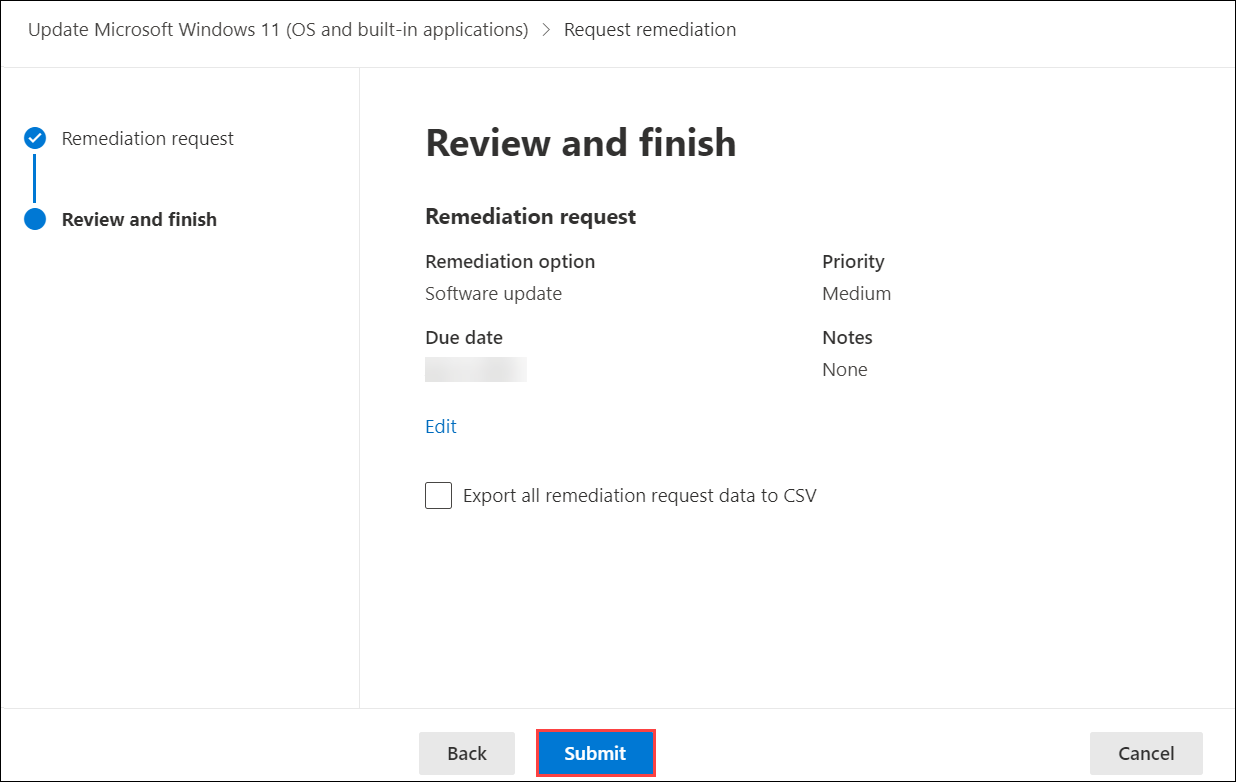 Update Microsoft Windows 11 (OS and built-in applications) > Request remediation
Remediation request
Review and finish
Review and finish
Remediation request
Remediation option
Priority
Software update
Medium
Due date
Notes
None
Edit
Export all remediation request data to CSV
Back
Submit
Cancel